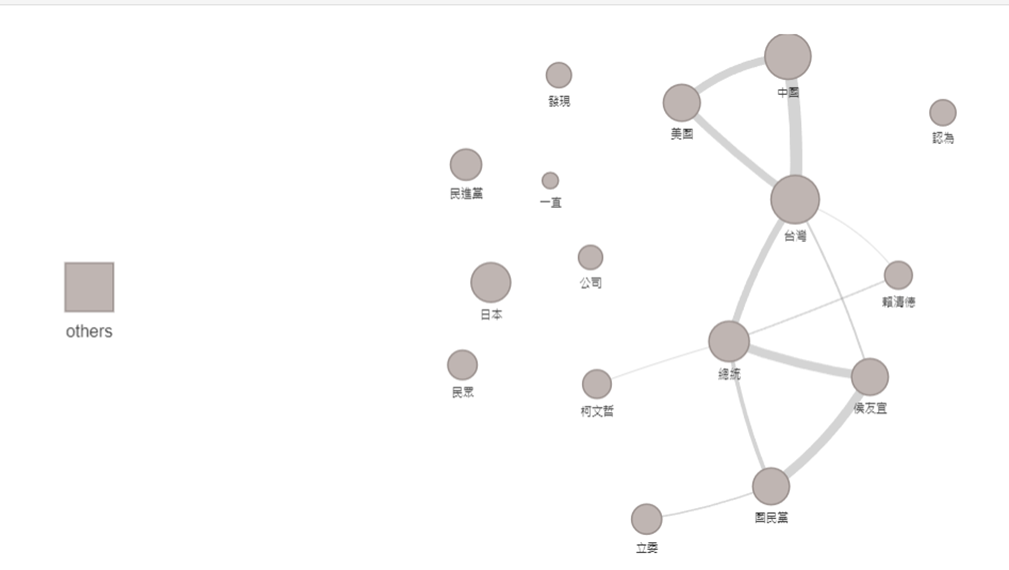 中國
發現
美國
認為
民進黨
一直
台灣
公司
賴清德
日本
others
總統
民眾
柯文哲
侯友宜
國民黨
立委